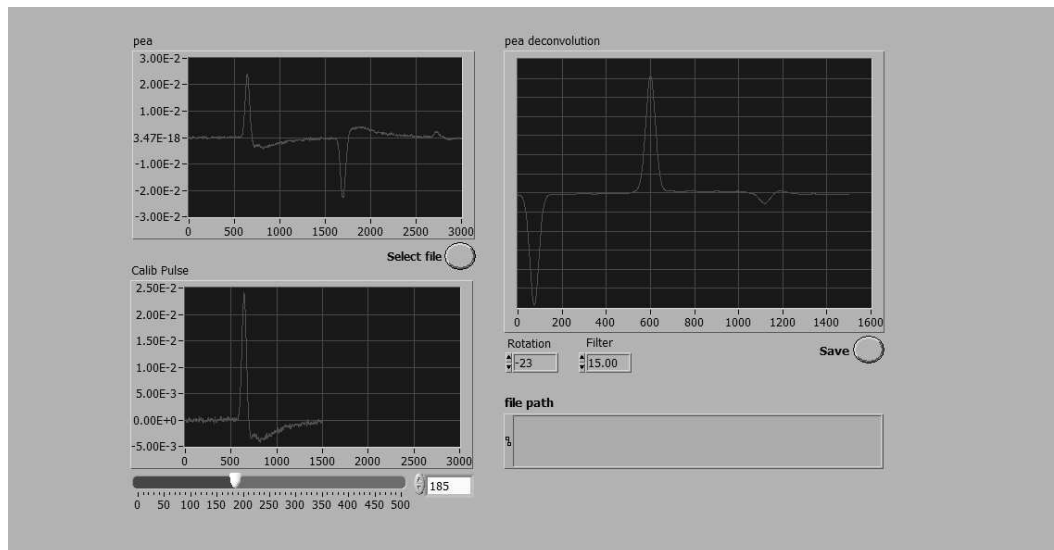 pea
3.00E-2
2.00E-2
1.00E-2
3.47E-18
-1.00E-2
-2.00E-2
-3.00E-2
0 500 1000 1500 2000 2500 3000
Select file
Calib Pulse
2.50E-2
2.00E-2
1.50E-2
1.00E-2
5.00E-3
0.00E+0
-5.00E-3
0 500 1000 1500 2000 2500 3000
185
0 50 100 150 200 250 300 350 400 450 500
pea deconvolution
0 200 400 600 800 1000 1200 1400 1600
Rotation Filter
-23 15.00
Save
file path